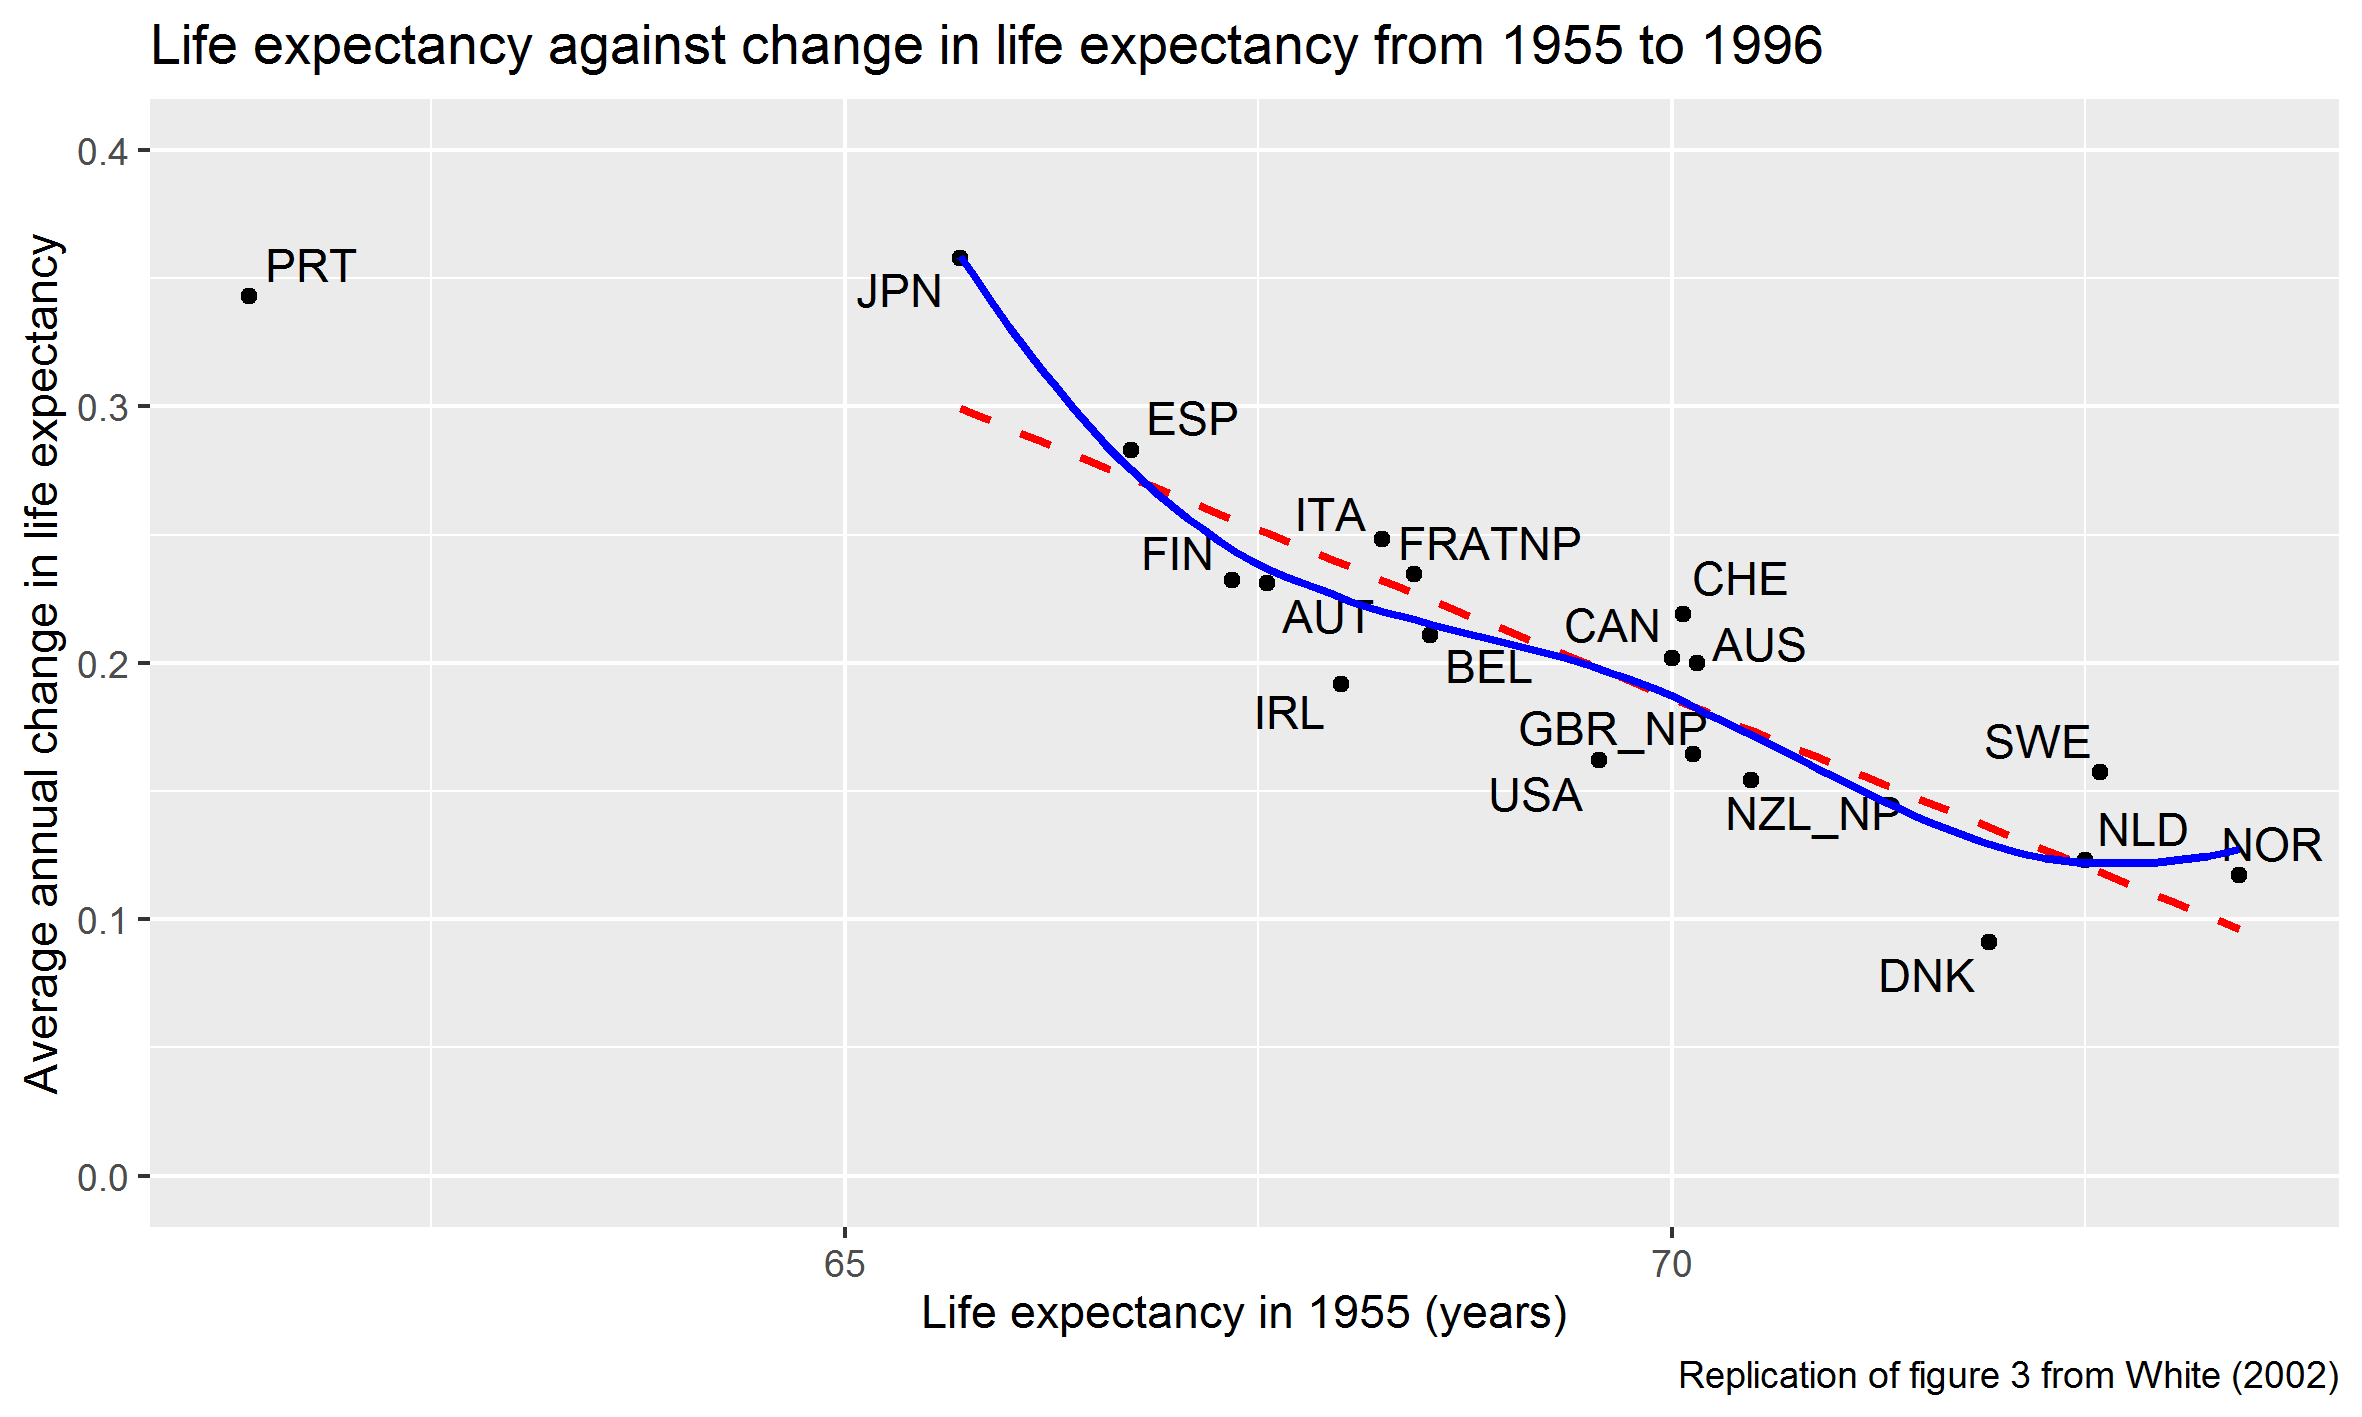 Life expectancy against change in life expectancy from 1955 to 1996
Average annual change in life expectancy
0.4
0.3
0.2
0.1
0.0
PRT
JPN
ESP
ITA
FRATNP
FIN
AUT
CHE
CAN
AUS
BEL
IRL
GBR_NP
USA
NZL_NP
SWE
NLD
NOR
DNK
65
70
Life expectancy in 1955 (years)
Replication of figure 3 from White (2002)